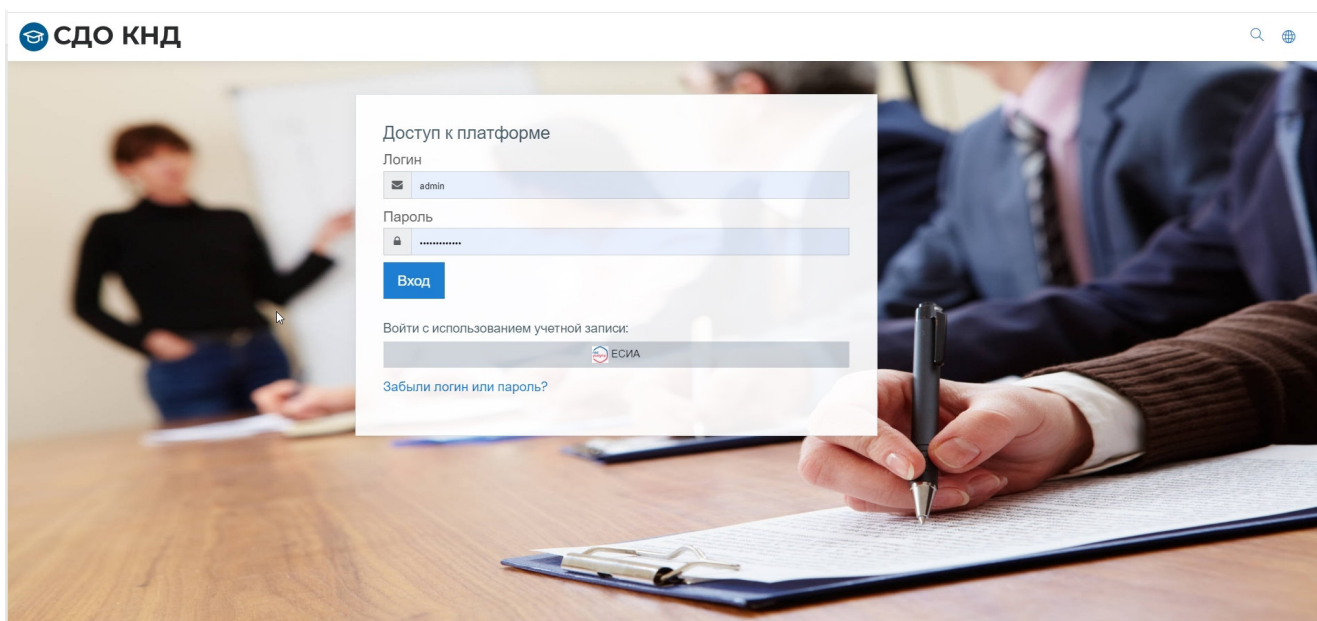 СДО КНД
Доступ к платформе
Логин
admin
Пароль
•••••••••••••
Вход
Войти с использованием учетной записи:
ЕСИА
Забыли логин или пароль?